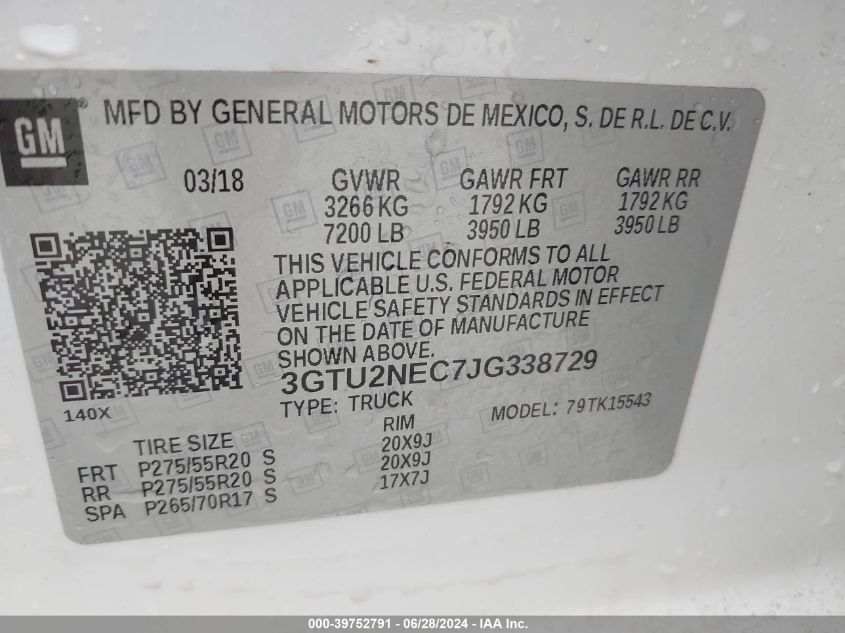 GM
MFD BY GENERAL MOTORS DE MEXICO, S. DE R.L. DE C.V.
03/18 GVWR GAWR FRT GAWR RR
3266 KG 1792 KG 1792 KG
7200 LB 3950 LB 3950 LB
THIS VEHICLE CONFORMS TO ALL
APPLICABLE U.S. FEDERAL MOTOR
VEHICLE SAFETY STANDARDS IN EFFECT
ON THE DATE OF MANUFACTURE
SHOWN ABOVE.
3GTU2NEC7JG338729
140X TYPE: TRUCK MODEL: 79TK15543
TIRE SIZE RIM
FRT P275/55R20 S 20X9J
RR P275/55R20 S 20X9J
SPA P265/70R17 S 17X7J
000-39752791 - 06/28/2024 - IAA Inc.